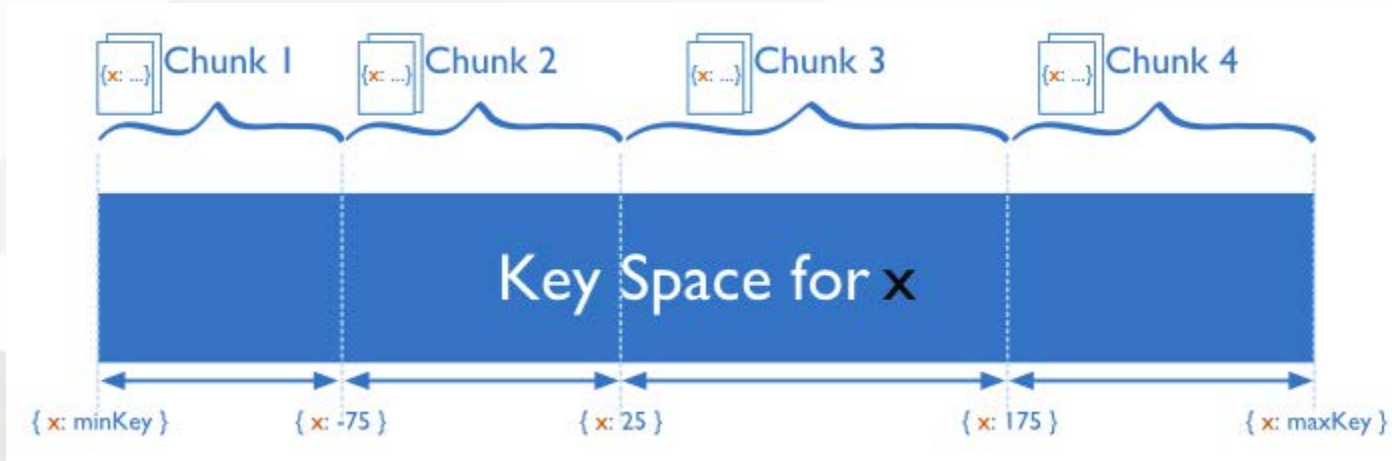 Chunk 1
{x: ...}
Chunk 2
{x: ...}
Chunk 3
{x: ...}
Chunk 4
{x: ...}
Key Space for x
{ x: minKey }
{ x: -75 }
{ x: 25 }
{ x: 175 }
{ x: maxKey }